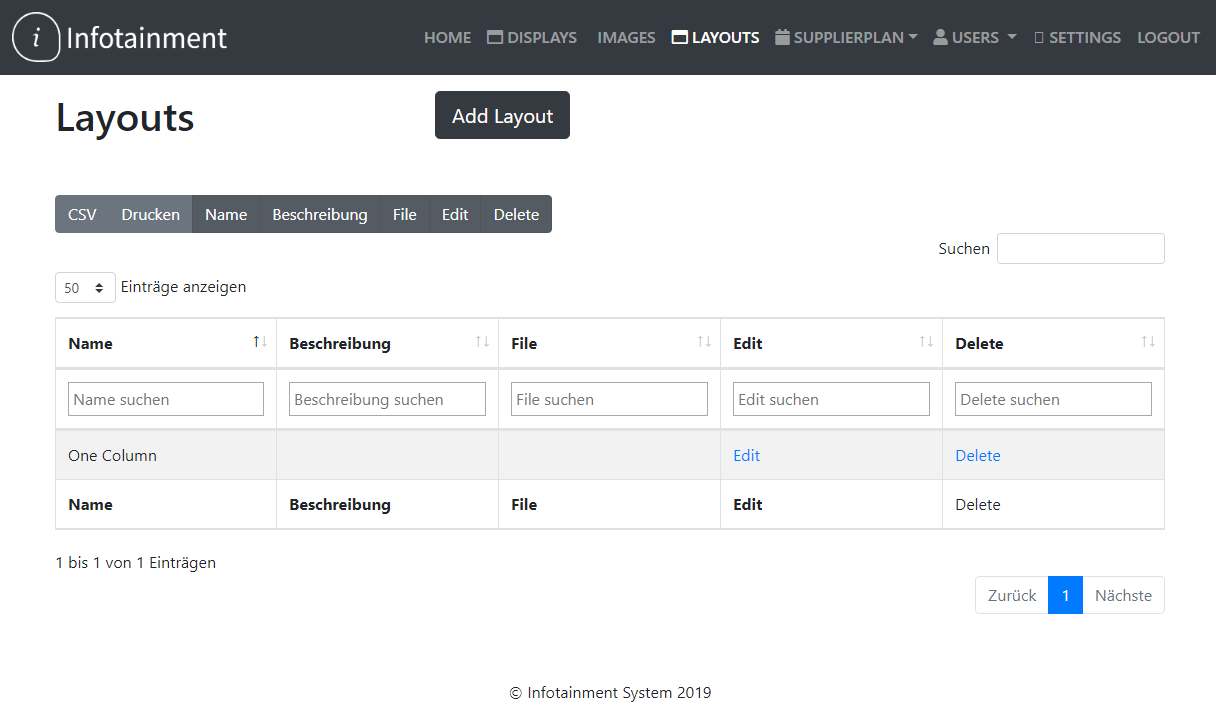 i Infotainment HOME DISPLAYS IMAGES LAYOUTS SUPPLIERPLAN USERS SETTINGS LOGOUT
Layouts Add Layout
CSV Drucken Name Beschreibung File Edit Delete
Suchen
50 Einträge anzeigen
Name Beschreibung File Edit Delete
Name suchen Beschreibung suchen File suchen Edit suchen Delete suchen
One Column Edit Delete
Name Beschreibung File Edit Delete
1 bis 1 von 1 Einträgen
Zurück 1 Nächste
© Infotainment System 2019